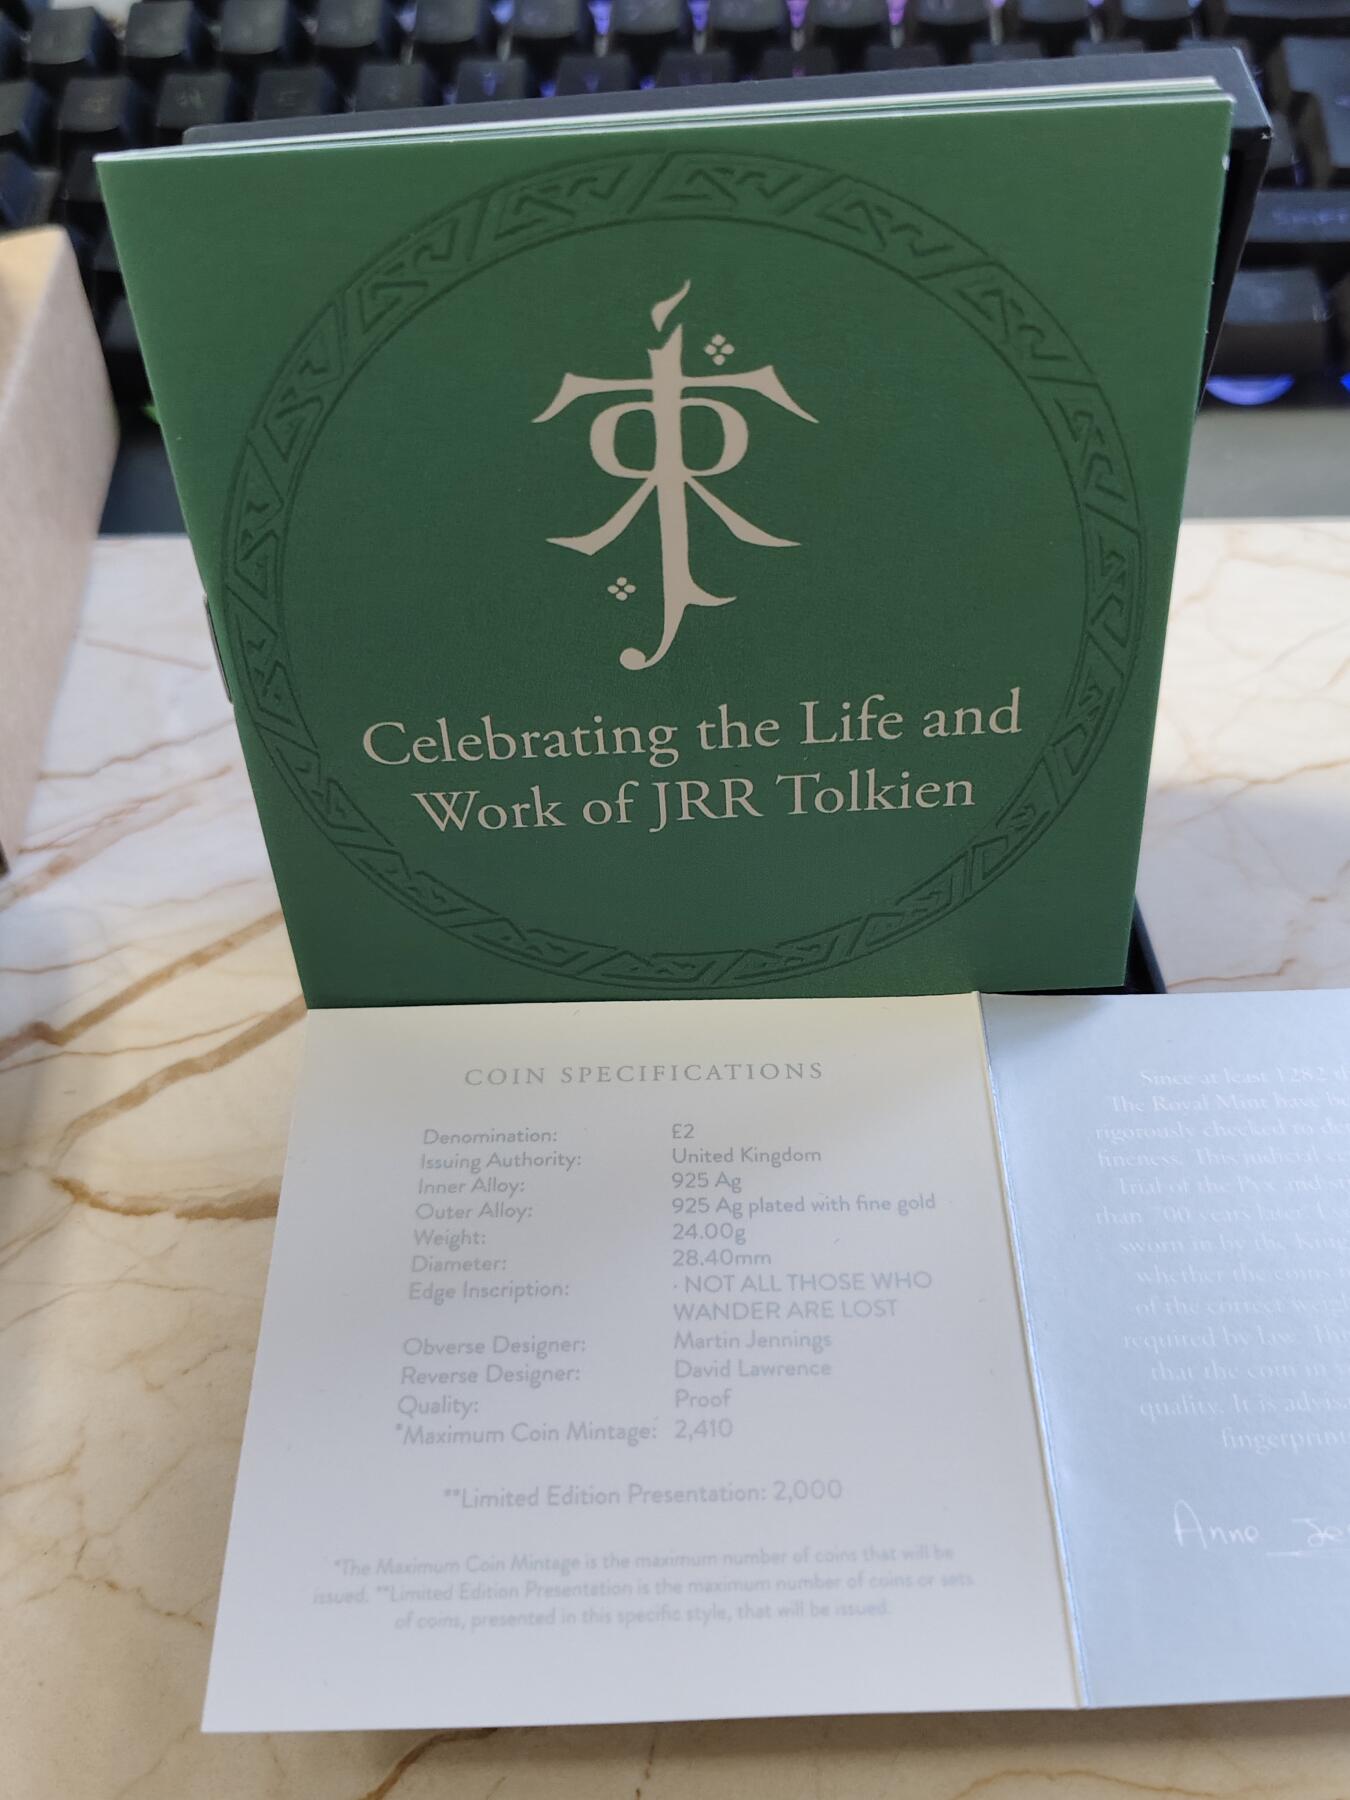 Celebrating the Life and
Work of JRR Tolkien
COIN SPECIFICATIONS
Denomination: £2
Issuing Authority: United Kingdom
Inner Alloy: 925 Ag
Outer Alloy: 925 Ag plated with fine gold
Weight: 24.00g
Diameter: 28.40mm
Edge Inscription: · NOT ALL THOSE WHO
WANDER ARE LOST
Obverse Designer: Martin Jennings
Reverse Designer: David Lawrence
Quality: Proof
*Maximum Coin Mintage: 2,410
**Limited Edition Presentation: 2,000
*The Maximum Coin Mintage is the maximum number of coins that will be
issued. **Limited Edition Presentation is the maximum number of coins or sets
of coins, presented in this specific style, that will be issued.
Since at least 1282
The Royal Mint have
rigorously checked to
fineness. This judicial
Trial of the Pyx and
than 700 years later.
sworn in by the King
whether the coins
of the correct
required by law. This
that the coin in
quality. It is
Anne